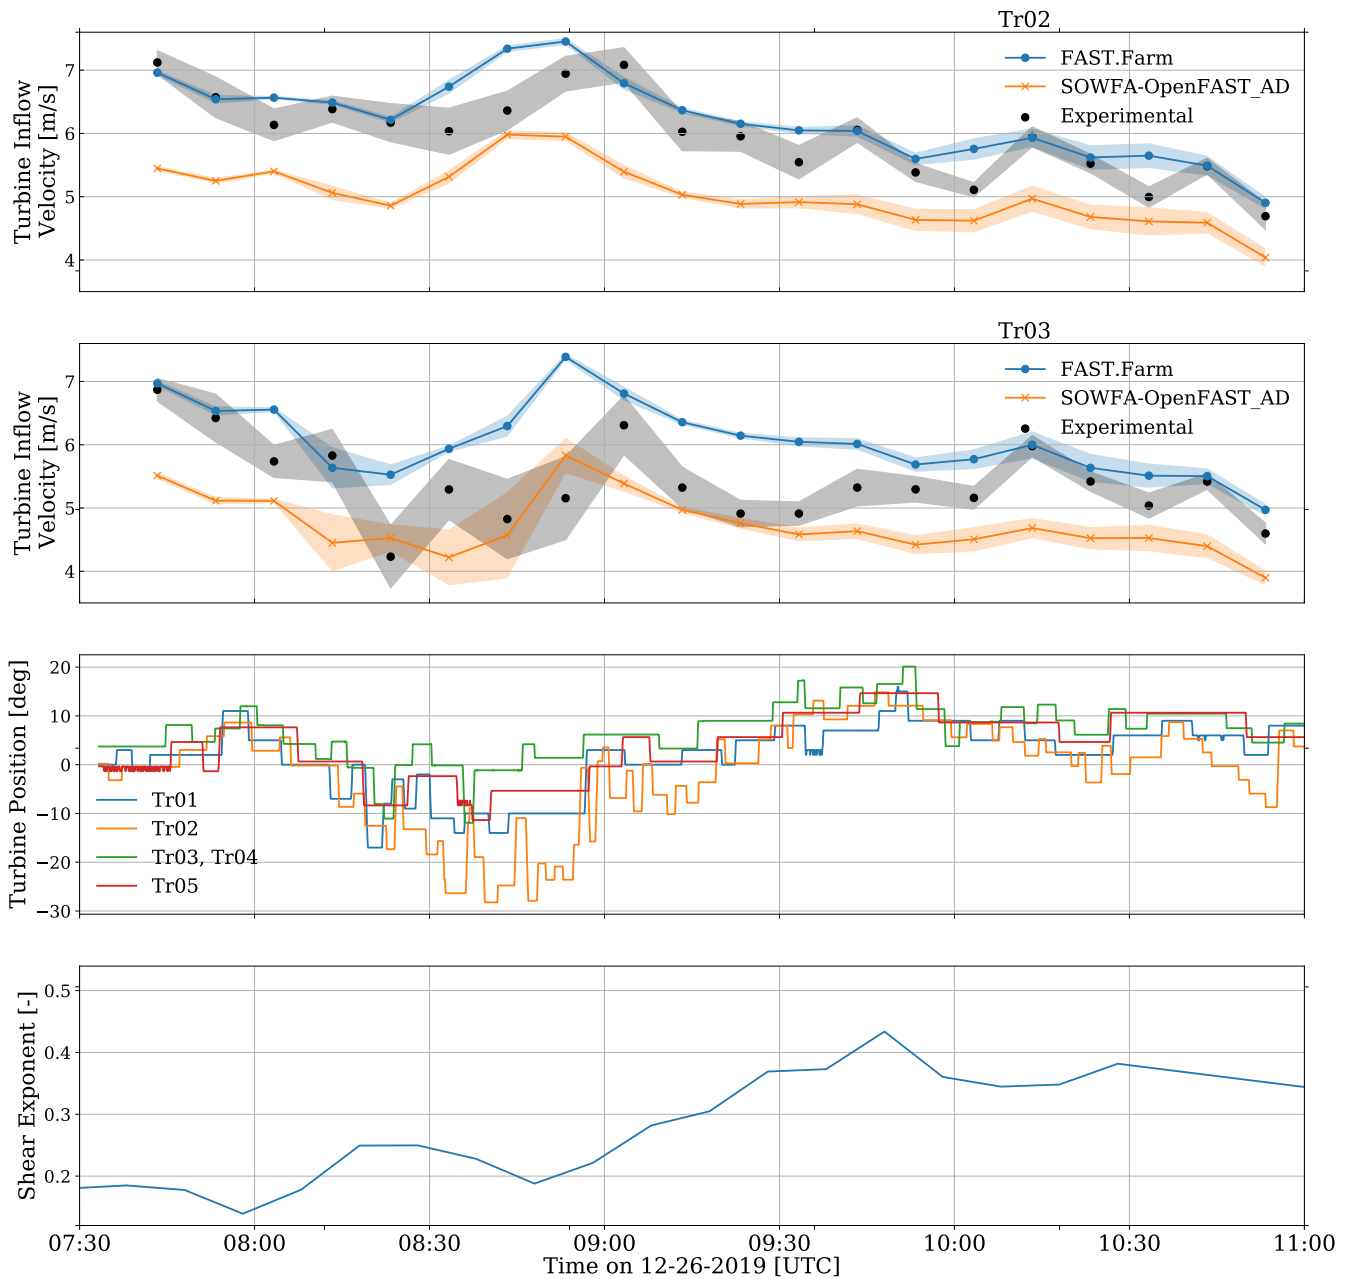 Tr02
Turbine Inflow
Velocity [m/s]
7
6
5
4
FAST.Farm
SOWFA-OpenFAST_AD
Experimental
Tr03
Turbine Inflow
Velocity [m/s]
7
6
5
4
FAST.Farm
SOWFA-OpenFAST_AD
Experimental
Turbine Position [deg]
20
10
0
−10
−20
−30
Tr01
Tr02
Tr03, Tr04
Tr05
Shear Exponent [-]
0.5
0.4
0.3
0.2
07:30 08:00 08:30 09:00 09:30 10:00 10:30 11:00
Time on 12-26-2019 [UTC]